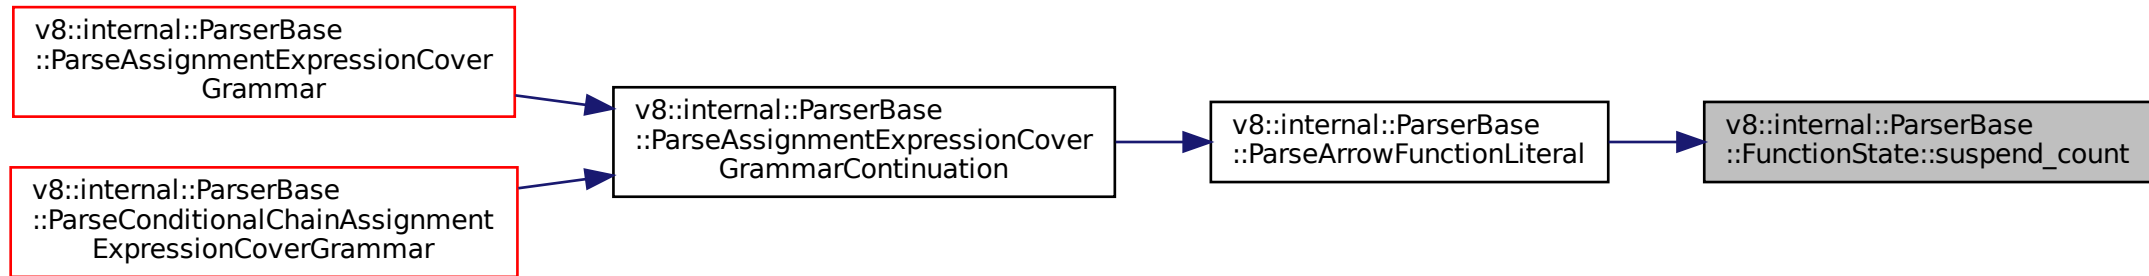 v8::internal::ParserBase
::ParseAssignmentExpressionCover
Grammar
v8::internal::ParserBase
::ParseConditionalChainAssignment
ExpressionCoverGrammar
v8::internal::ParserBase
::ParseAssignmentExpressionCover
GrammarContinuation
v8::internal::ParserBase
::ParseArrowFunctionLiteral
v8::internal::ParserBase
::FunctionState::suspend_count